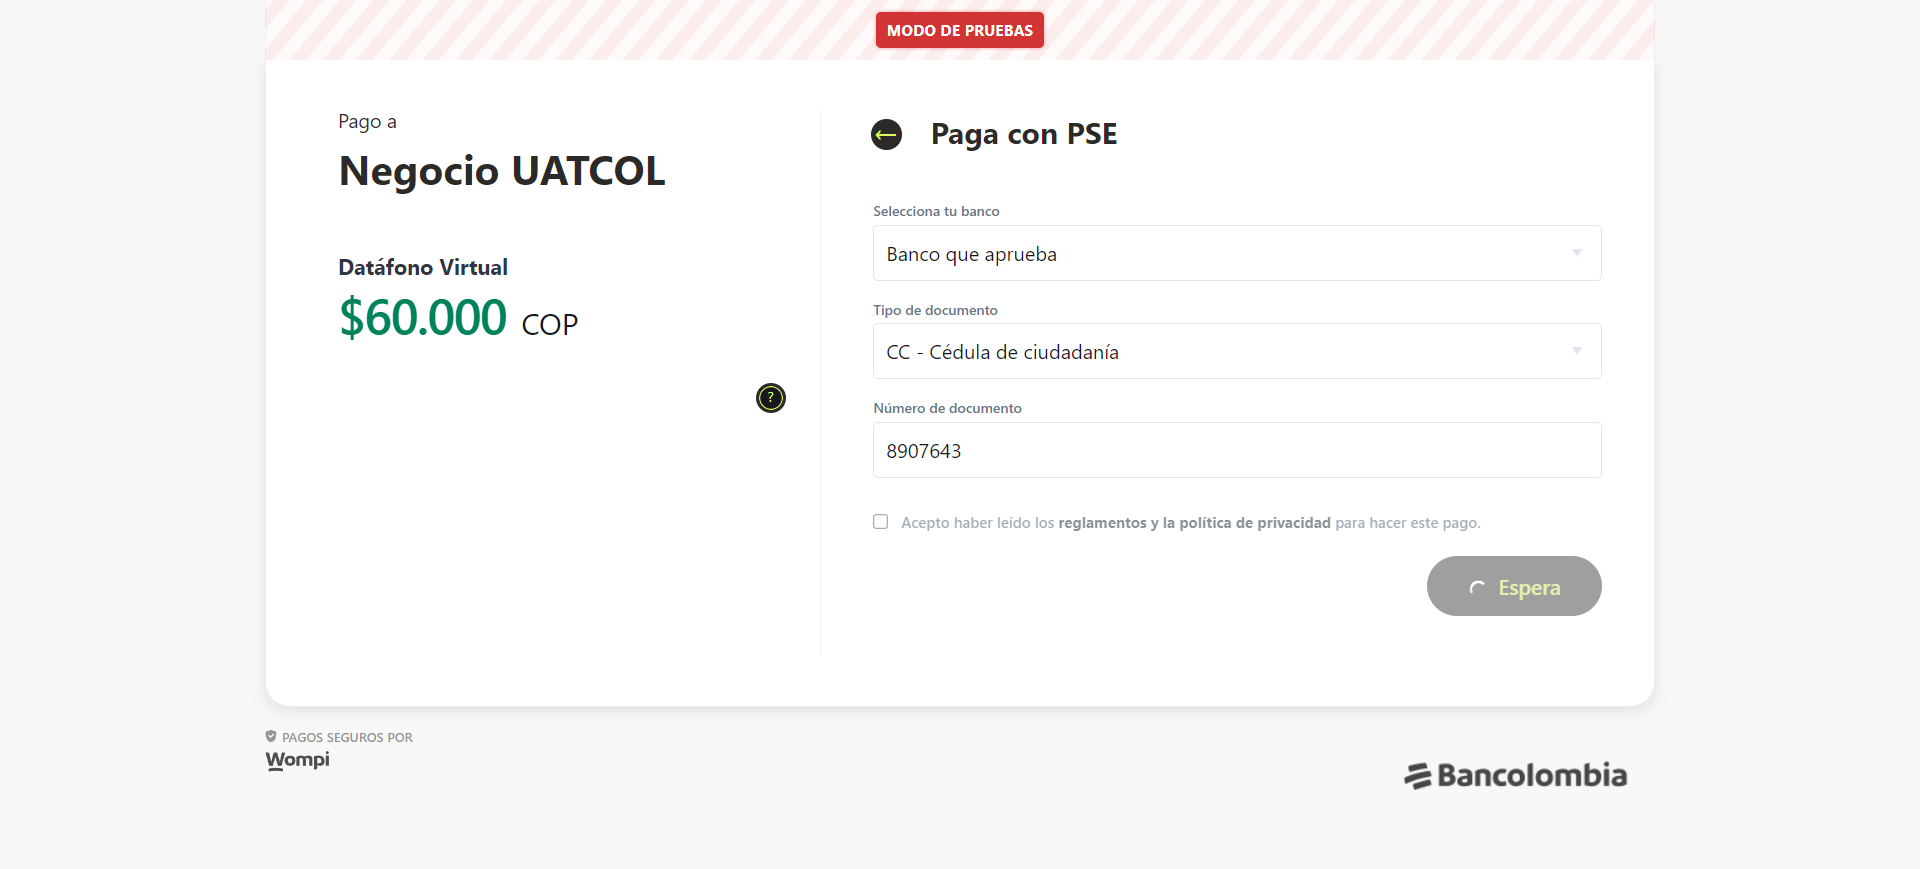 MODO DE PRUEBAS
Pago a
Negocio UATCOL
Datáfono Virtual
$60.000 COP
?
Paga con PSE
Selecciona tu banco
Banco que aprueba
Tipo de documento
CC - Cédula de ciudadanía
Número de documento
8907643
Acepto haber leído los reglamentos y la política de privacidad para hacer este pago.
Espera
PAGOS SEGUROS POR
Wompi
Bancolombia